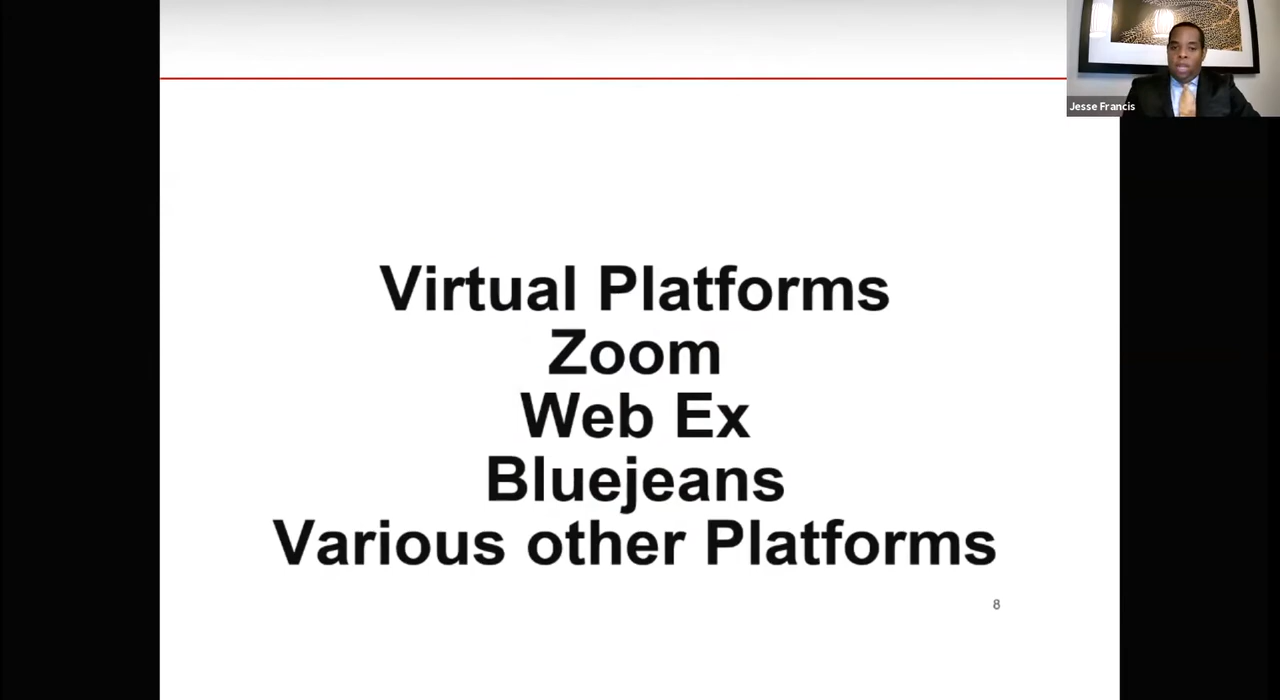 Jesse Francis
Virtual Platforms
Zoom
Web Ex
Bluejeans
Various other Platforms
8